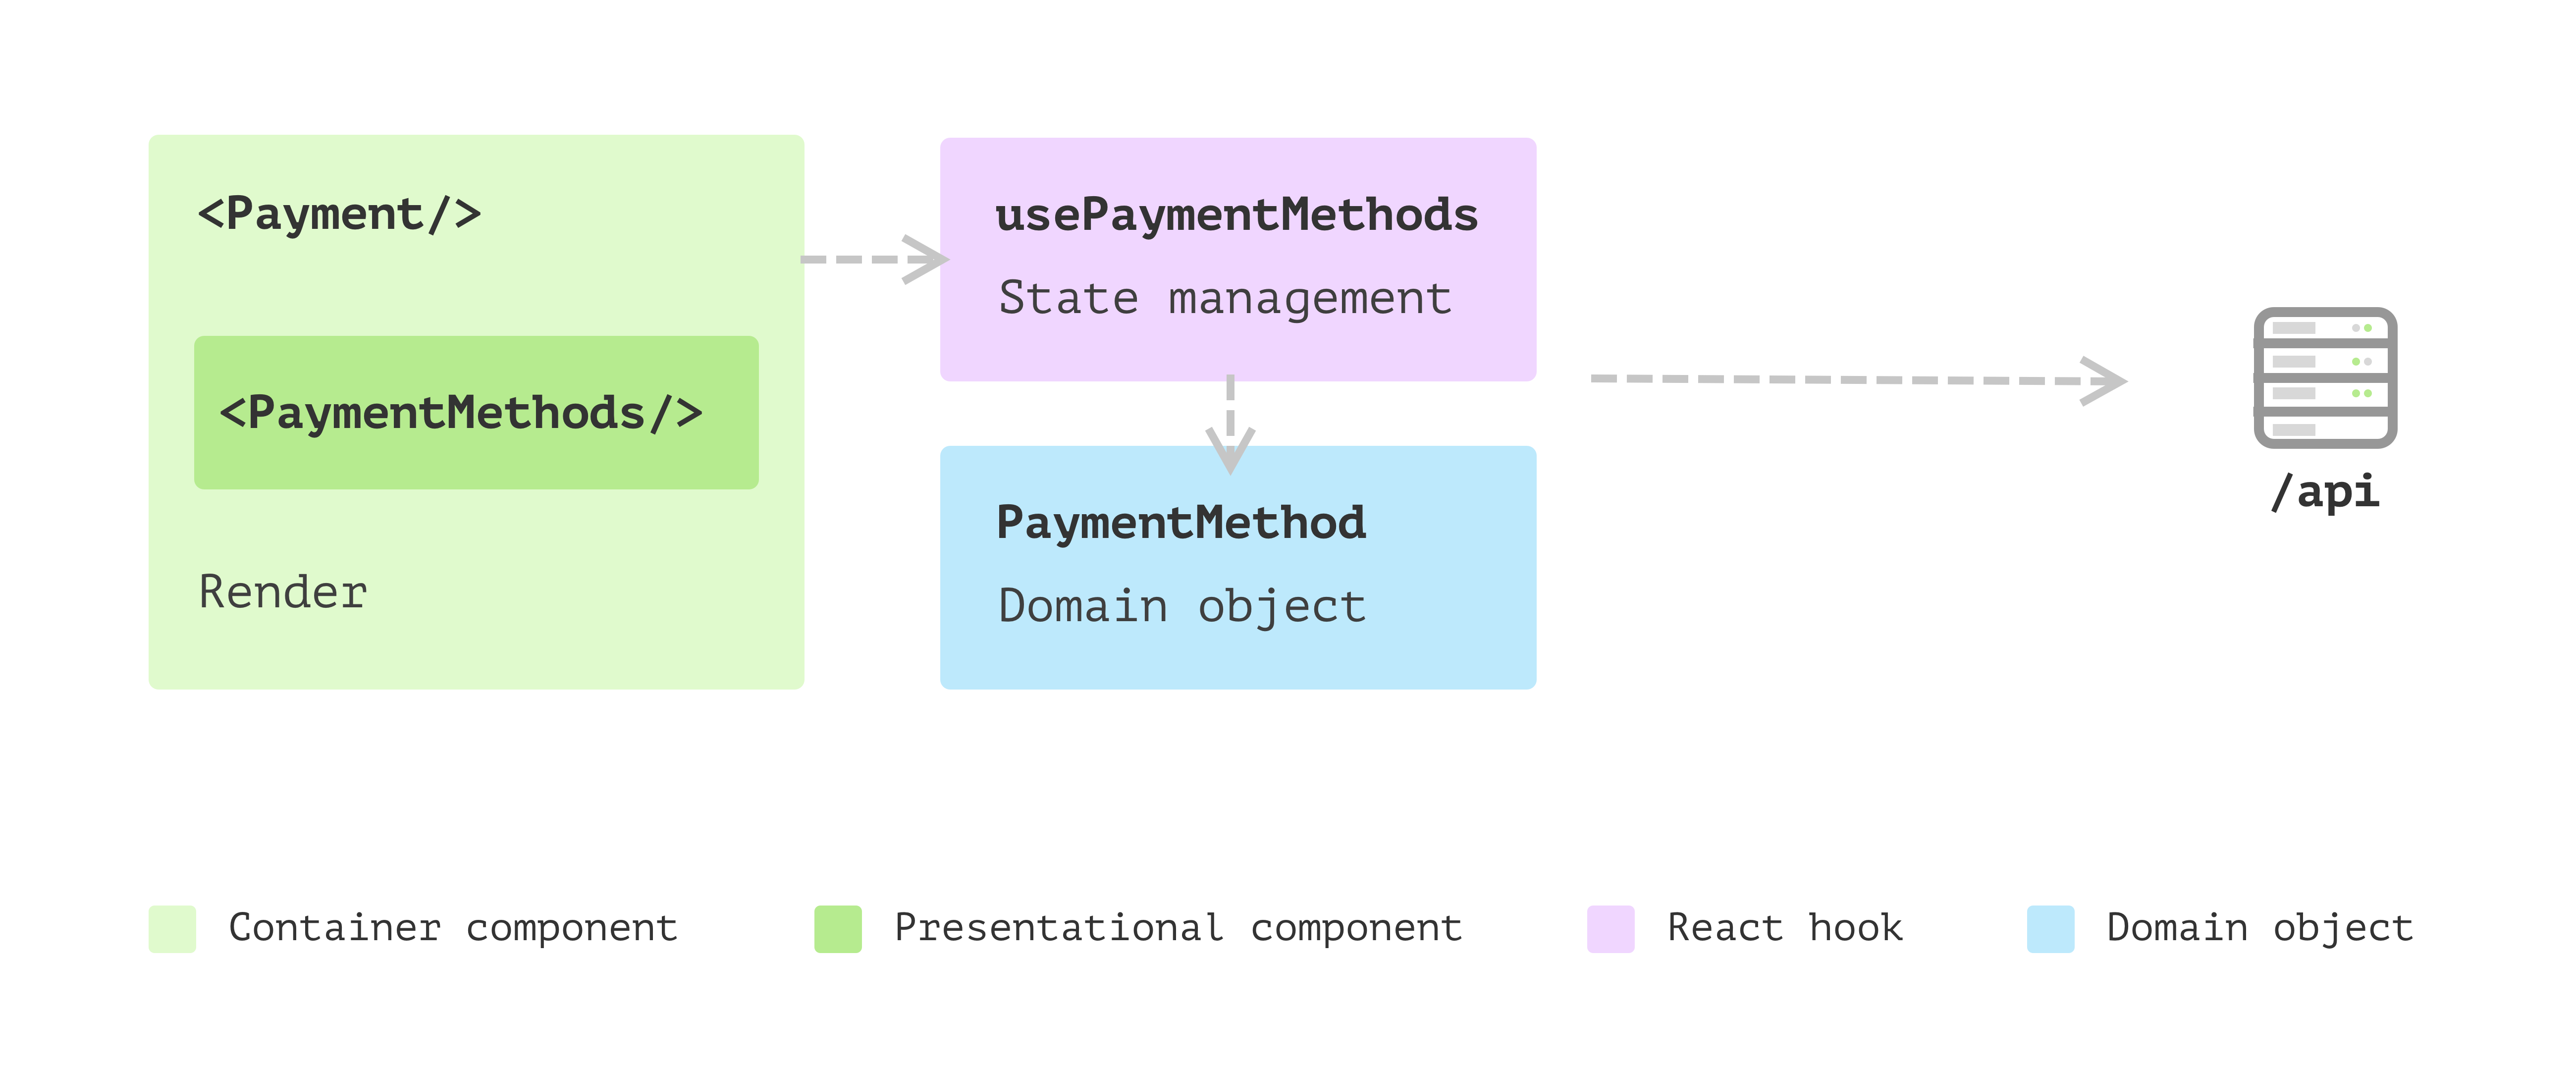 <Payment/>
<PaymentMethods/>
Render
usePaymentMethods
State management
PaymentMethod
Domain object
/api
Container component
Presentational component
React hook
Domain object